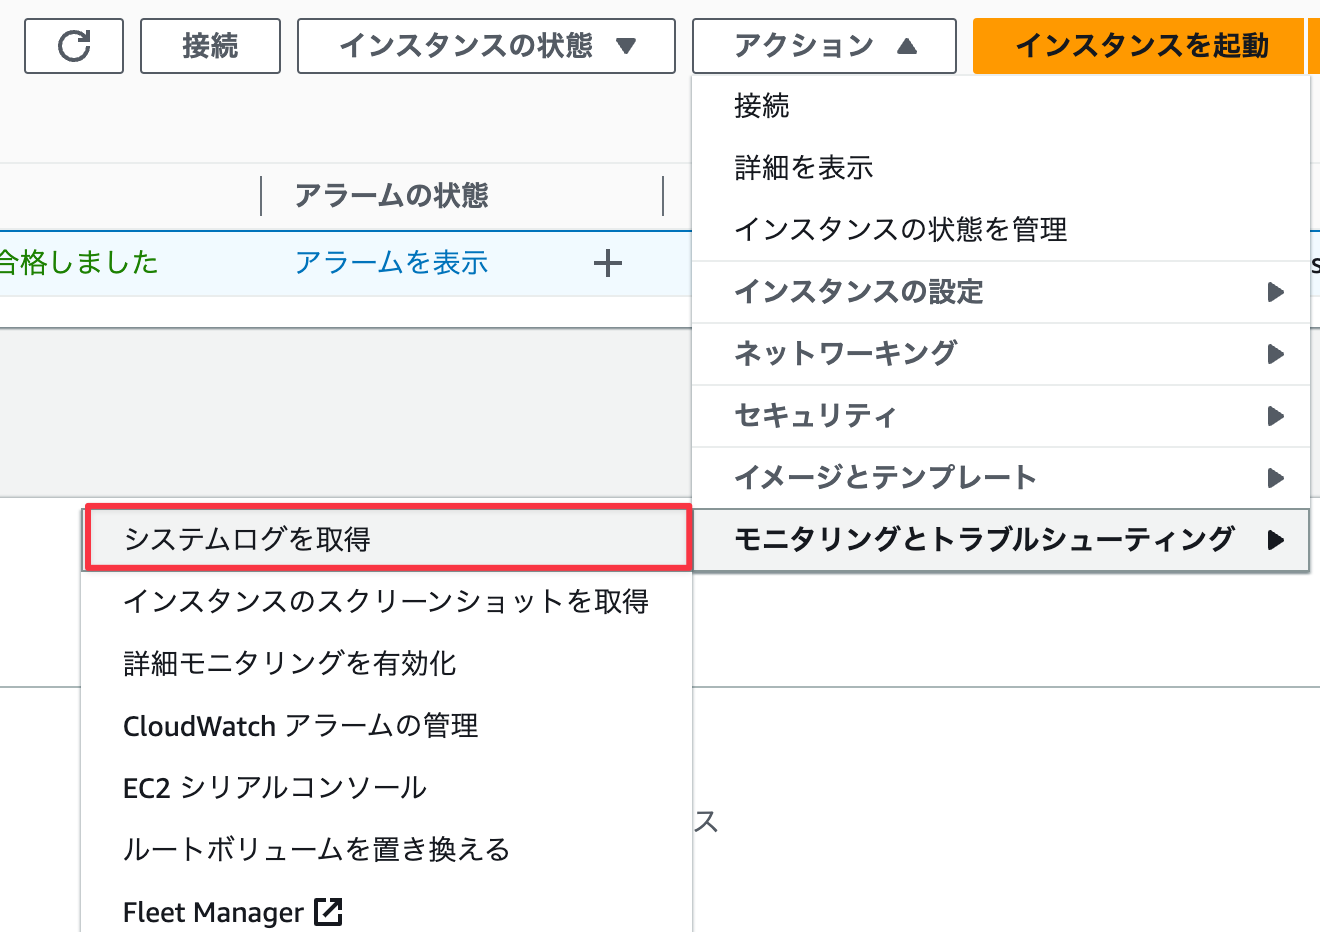 接続
インスタンスの状態 ▼
アクション ▲
インスタンスを起動
接続
詳細を表示
アラームの状態
インスタンスの状態を管理
合格しました
アラームを表示
インスタンスの設定
ネットワーキング
セキュリティ
イメージとテンプレート
モニタリングとトラブルシューティング
システムログを取得
インスタンスのスクリーンショットを取得
詳細モニタリングを有効化
CloudWatch アラームの管理
EC2 シリアルコンソール
ス
ルートボリュームを置き換える
Fleet Manager